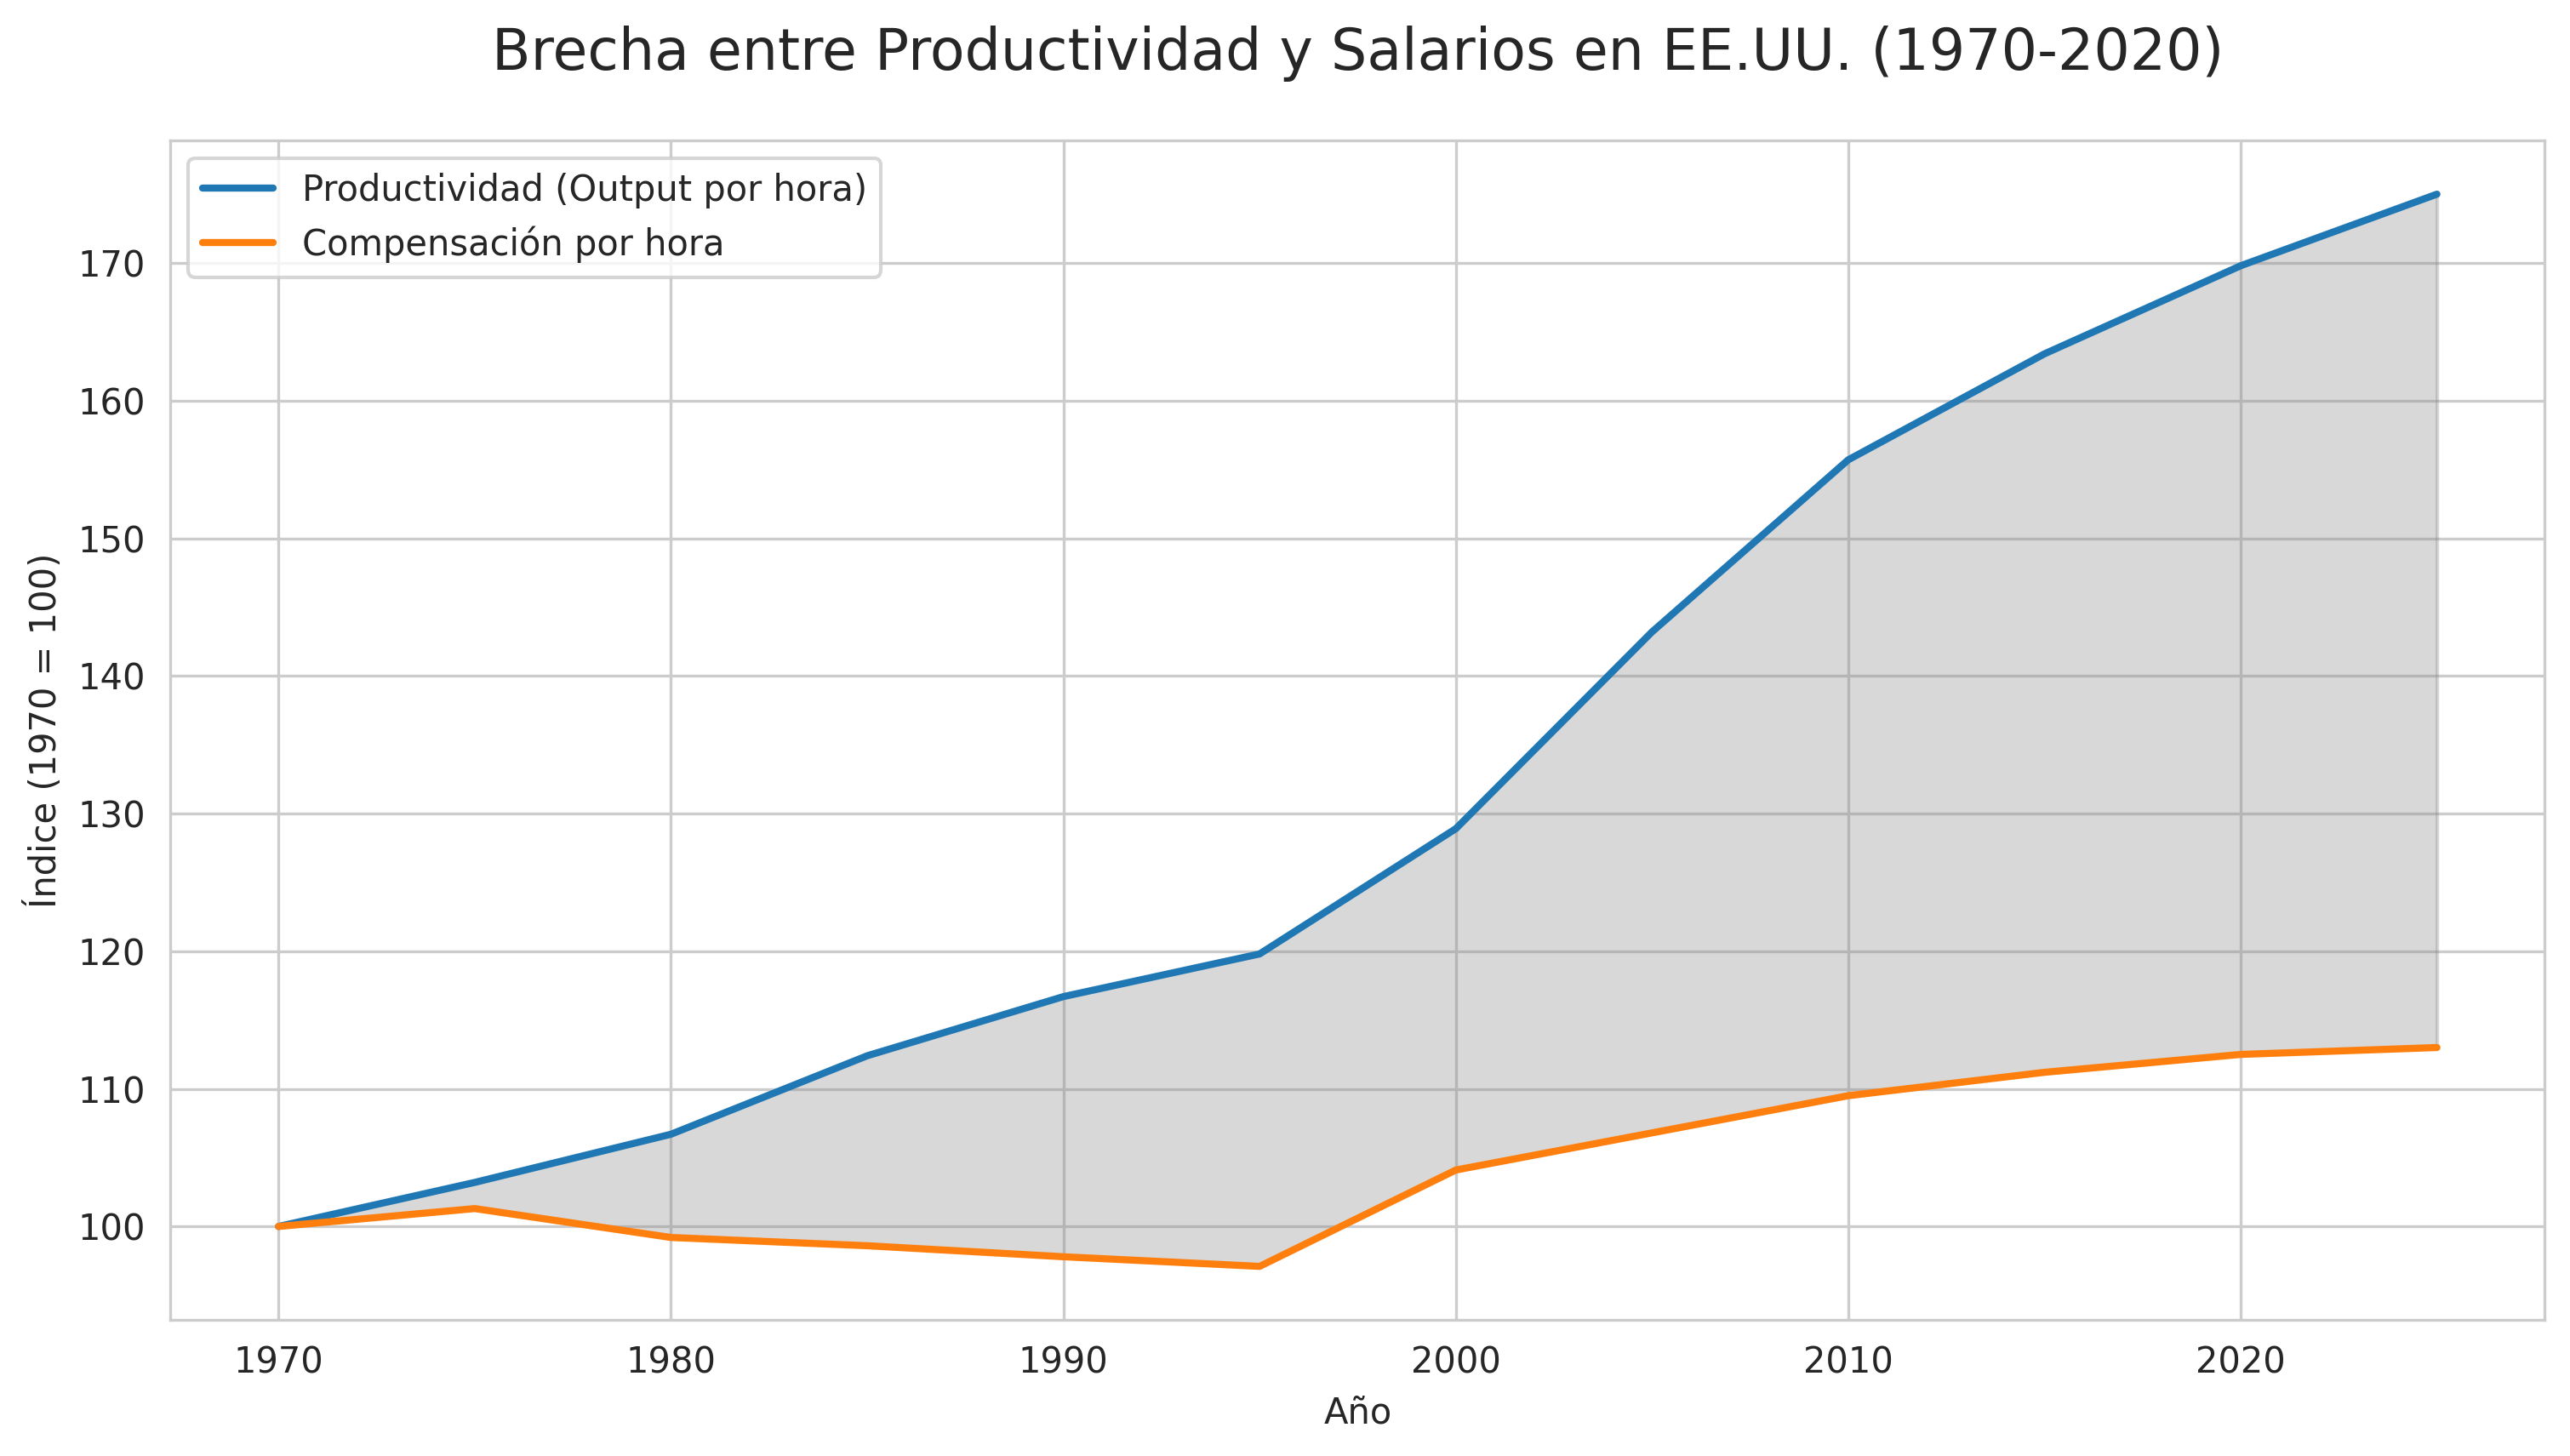 Brecha entre Productividad y Salarios en EE.UU. (1970-2020)
Productividad (Output por hora)
Compensación por hora
170
160
150
140
130
120
110
100
Índice (1970 = 100)
1970 1980 1990 2000 2010 2020
Año